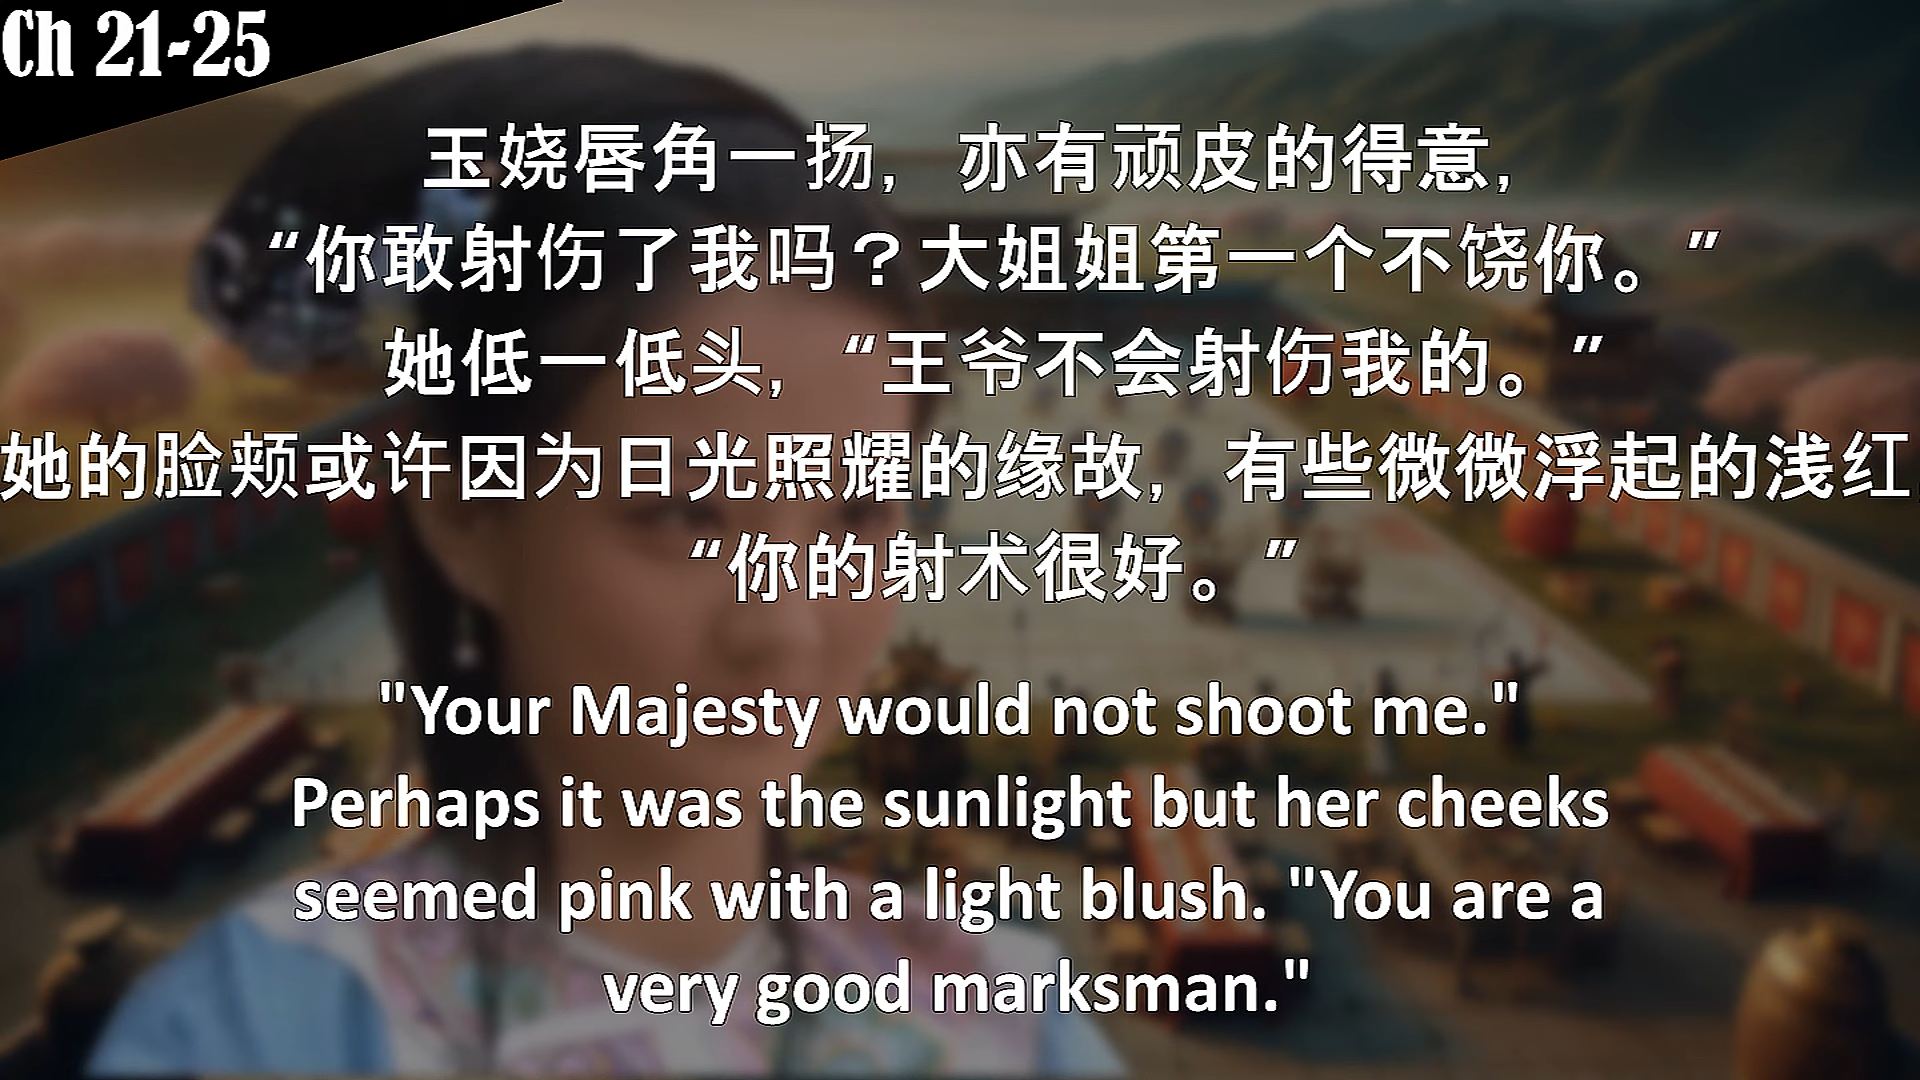 Ch 21-25
玉娆唇角一扬，亦有顽皮的得意，
“你敢射伤了我吗？大姐姐第一个不饶你。”
她低一低头，“王爷不会射伤我的。”
她的脸颊或许因为日光照耀的缘故，有些微微浮起的浅红
“你的射术很好。”
"Your Majesty would not shoot me."
Perhaps it was the sunlight but her cheeks
seemed pink with a light blush. "You are a
very good marksman."